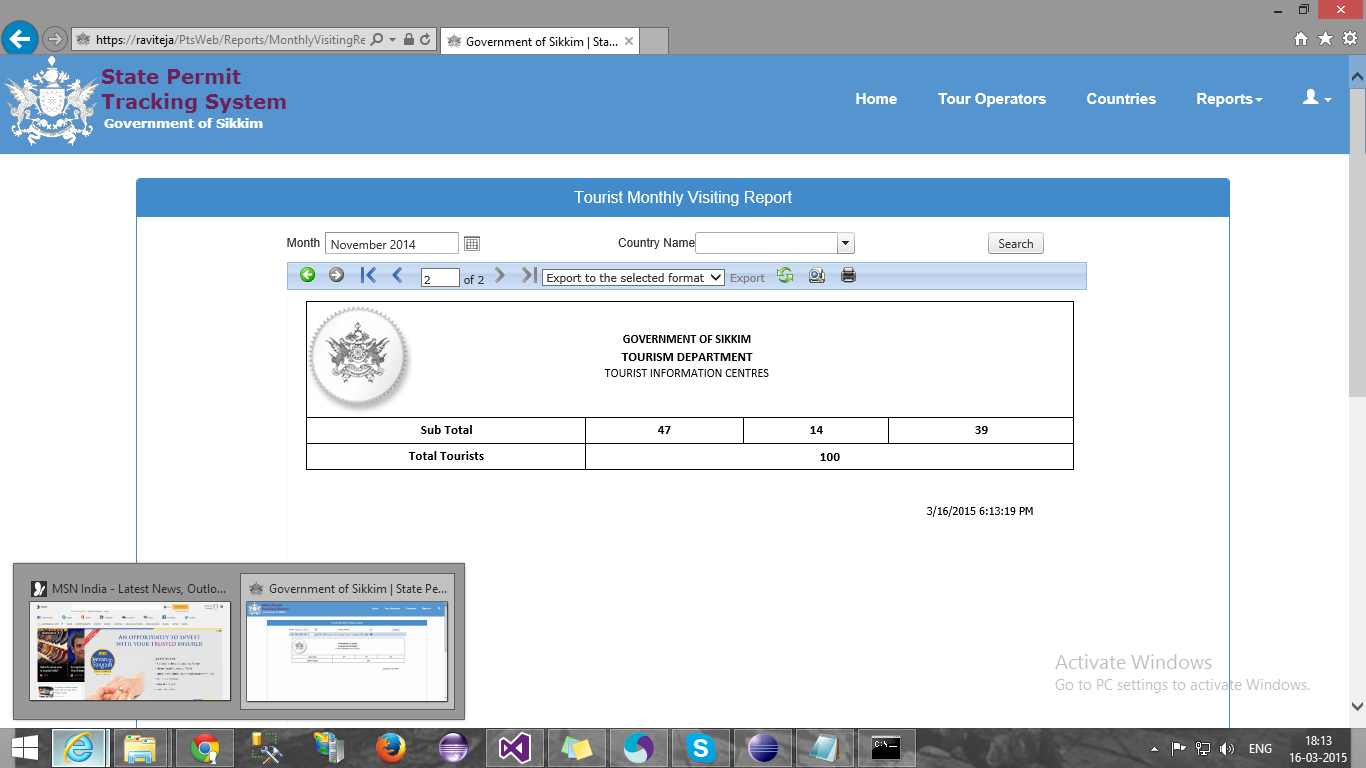 https://raviteja/PtsWeb/Reports/MonthlyVisitingRe
Government of Sikkim | Sta...
State Permit
Tracking System
Government of Sikkim
Home Tour Operators Countries Reports
Tourist Monthly Visiting Report
Month November 2014 Country Name Search
2 of 2 Export to the selected format Export
GOVERNMENT OF SIKKIM
TOURISM DEPARTMENT
TOURIST INFORMATION CENTRES
Sub Total 47 14 39
Total Tourists 100
3/16/2015 6:13:19 PM
MSN India - Latest News, Outlo...
Government of Sikkim | State Pe...
AN OPPORTUNITY TO INVEST
WITH YOUR TRUSTED INSURER
Activate Windows
Go to PC settings to activate Windows.
ENG
18:13
16-03-2015